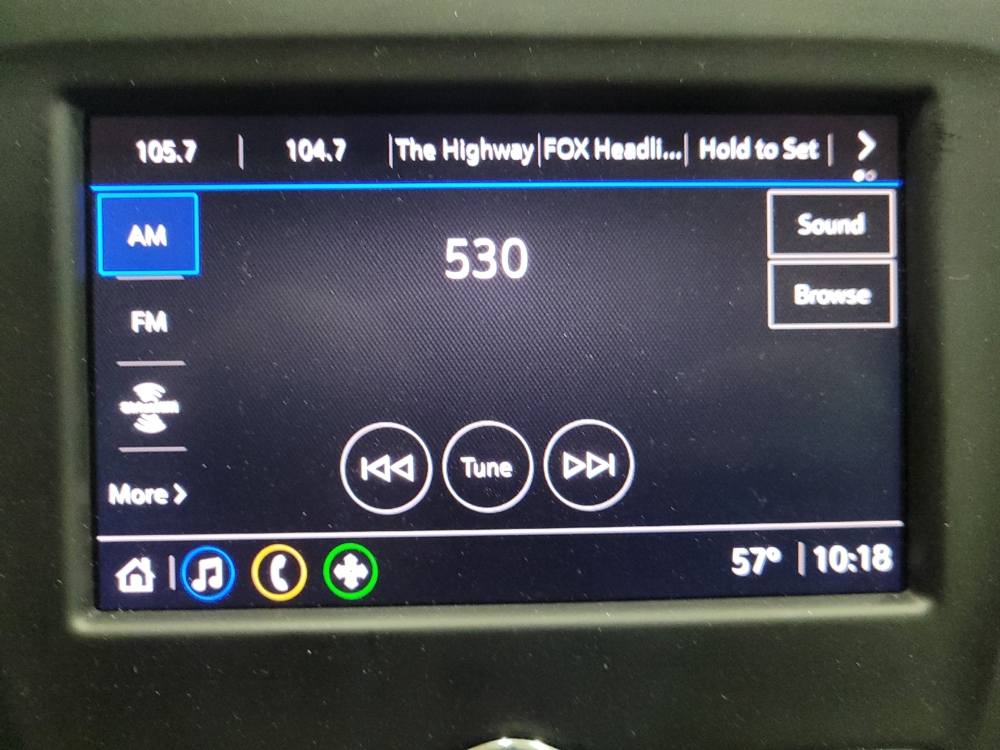 105.7 | 104.7 | The Highway | FOX Headli... | Hold to Set |
AM
530
Sound
Browse
FM
More
Tune
57° | 10:18